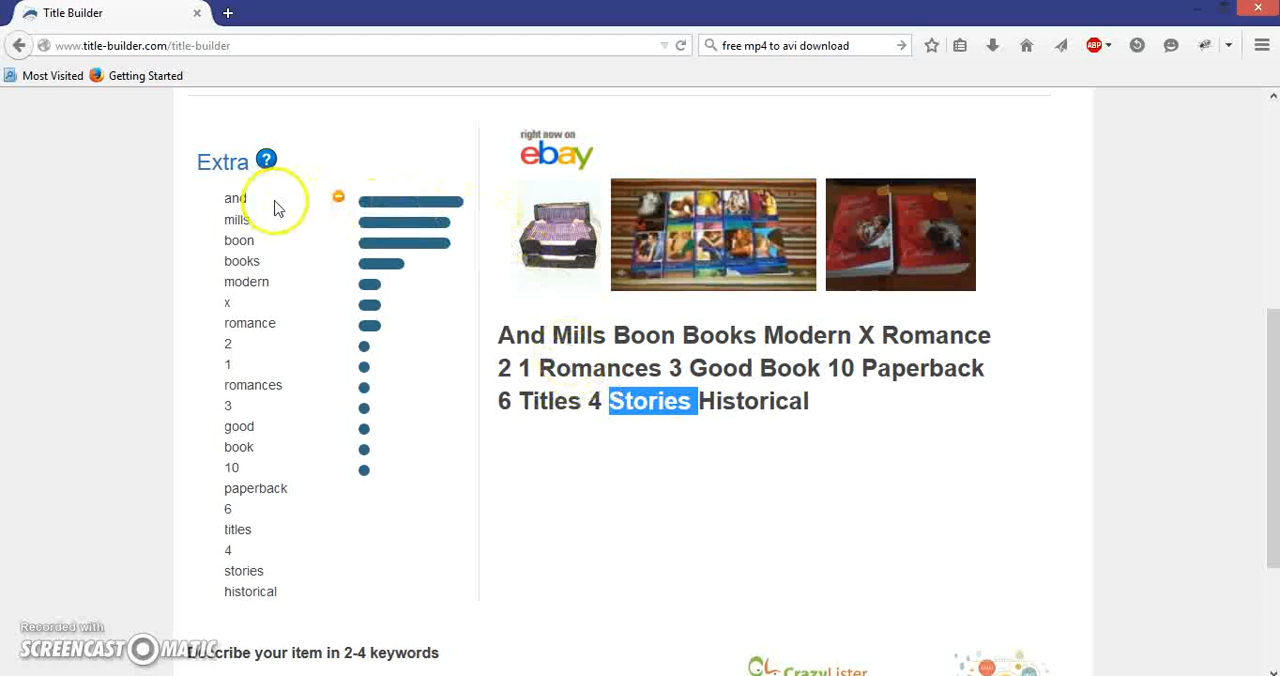 Title Builder
www.title-builder.com/title-builder
free mp4 to avi download
ABP
Most Visited
Getting Started
Extra ?
and
mills
boon
books
modern
x
romance
2
1
romances
3
good
book
10
paperback
6
titles
4
stories
historical
right now on
ebay
And Mills Boon Books Modern X Romance
2 1 Romances 3 Good Book 10 Paperback
6 Titles 4 Stories Historical
Recorded with
SCREENCAST MATIC
Describe your item in 2-4 keywords
CL CrazyLister